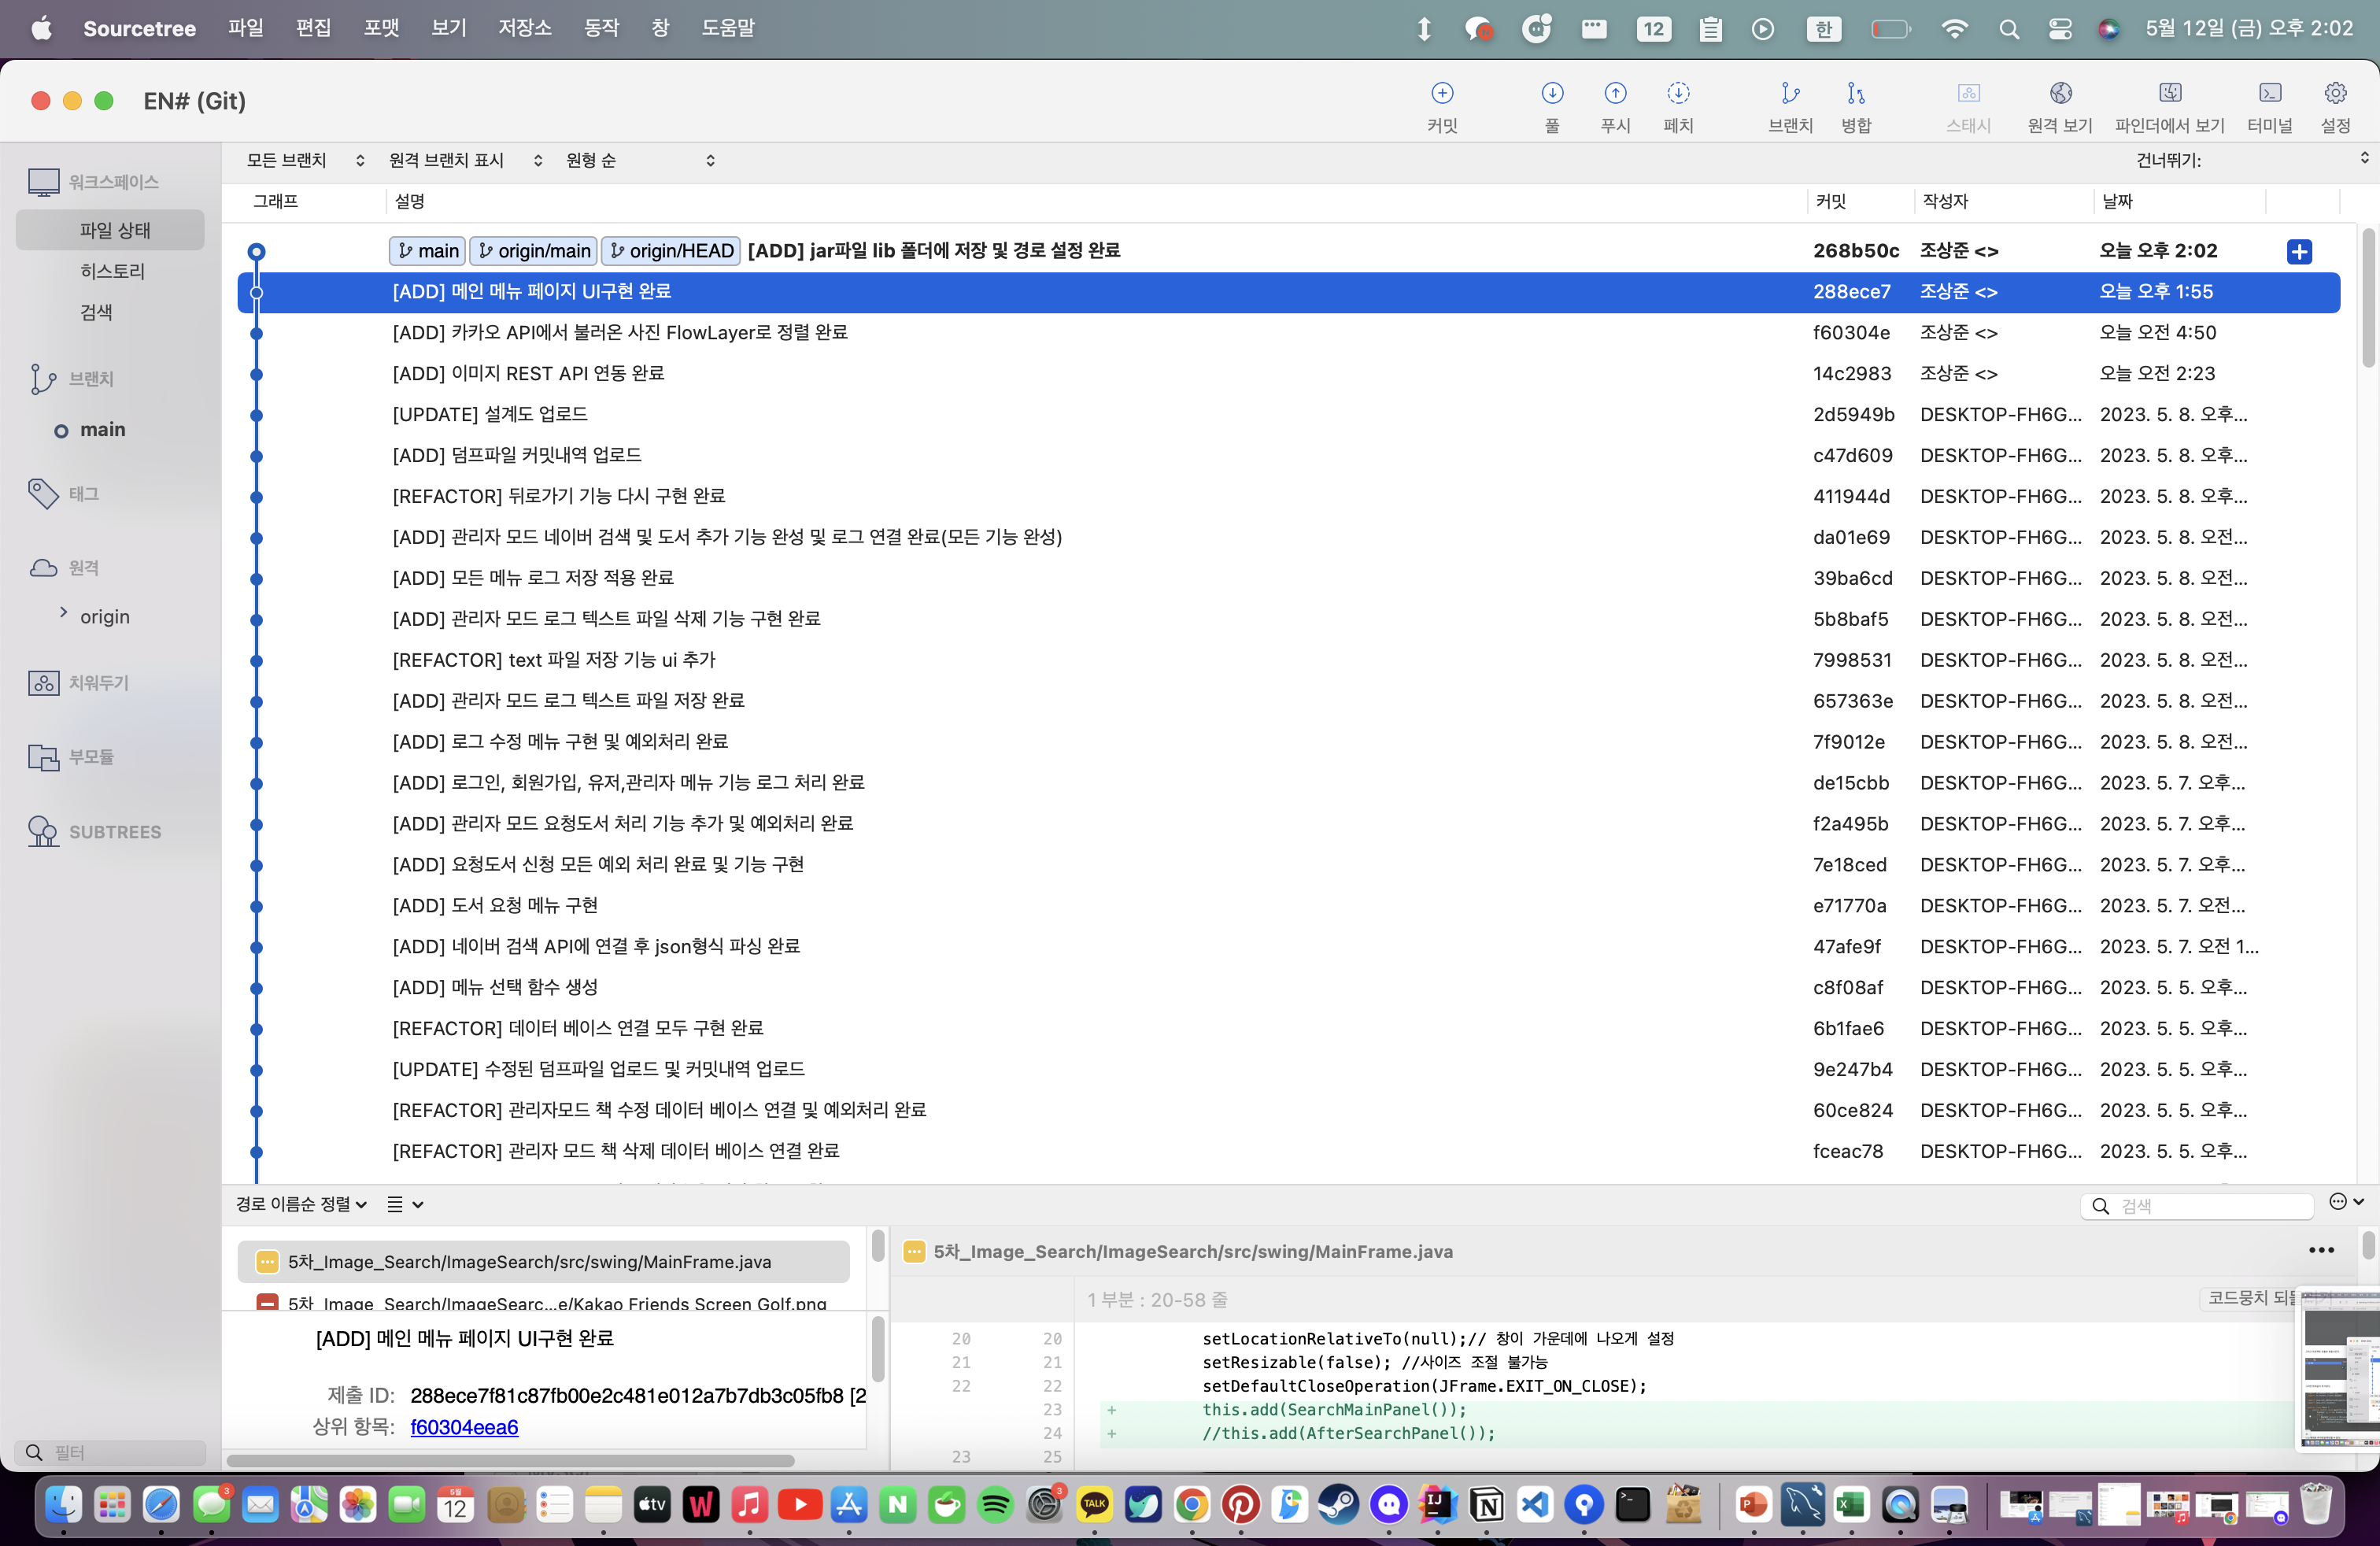 Sourcetree 파일 편집 포맷 보기 저장소 동작 창 도움말 12 한 5월 12일 (금) 오후 2:02
EN# (Git)
커밋 풀 푸시 페치 브랜치 병합 스태시 원격 보기 파인더에서 보기 터미널 설정
모든 브랜치 원격 브랜치 표시 원형 순 건너뛰기:
그래프 설명 커밋 작성자 날짜
워크스페이스
파일 상태
히스토리
검색
브랜치
main
태그
원격
origin
치워두기
부모듈
SUBTREES
필터
main origin/main origin/HEAD [ADD] jar파일 lib 폴더에 저장 및 경로 설정 완료 268b50c 조상준 <> 오늘 오후 2:02
[ADD] 메인 메뉴 페이지 UI구현 완료 288ece7 조상준 <> 오늘 오후 1:55
[ADD] 카카오 API에서 불러온 사진 FlowLayer로 정렬 완료 f60304e 조상준 <> 오늘 오전 4:50
[ADD] 이미지 REST API 연동 완료 14c2983 조상준 <> 오늘 오전 2:23
[UPDATE] 설계도 업로드 2d5949b DESKTOP-FH6G... 2023. 5. 8. 오후...
[ADD] 덤프파일 커밋내역 업로드 c47d609 DESKTOP-FH6G... 2023. 5. 8. 오후...
[REFACTOR] 뒤로가기 기능 다시 구현 완료 411944d DESKTOP-FH6G... 2023. 5. 8. 오후...
[ADD] 관리자 모드 네이버 검색 및 도서 추가 기능 완성 및 로그 연결 완료(모든 기능 완성) da01e69 DESKTOP-FH6G... 2023. 5. 8. 오전...
[ADD] 모든 메뉴 로그 저장 적용 완료 39ba6cd DESKTOP-FH6G... 2023. 5. 8. 오전...
[ADD] 관리자 모드 로그 텍스트 파일 삭제 기능 구현 완료 5b8baf5 DESKTOP-FH6G... 2023. 5. 8. 오전...
[REFACTOR] text 파일 저장 기능 ui 추가 7998531 DESKTOP-FH6G... 2023. 5. 8. 오전...
[ADD] 관리자 모드 로그 텍스트 파일 저장 완료 657363e DESKTOP-FH6G... 2023. 5. 8. 오전...
[ADD] 로그 수정 메뉴 구현 및 예외처리 완료 7f9012e DESKTOP-FH6G... 2023. 5. 8. 오전...
[ADD] 로그인, 회원가입, 유저,관리자 메뉴 기능 로그 처리 완료 de15cbb DESKTOP-FH6G... 2023. 5. 7. 오후...
[ADD] 관리자 모드 요청도서 처리 기능 추가 및 예외처리 완료 f2a495b DESKTOP-FH6G... 2023. 5. 7. 오후...
[ADD] 요청도서 신청 모든 예외 처리 완료 및 기능 구현 7e18ced DESKTOP-FH6G... 2023. 5. 7. 오후...
[ADD] 도서 요청 메뉴 구현 e71770a DESKTOP-FH6G... 2023. 5. 7. 오전...
[ADD] 네이버 검색 API에 연결 후 json형식 파싱 완료 47afe9f DESKTOP-FH6G... 2023. 5. 7. 오전 1...
[ADD] 메뉴 선택 함수 생성 c8f08af DESKTOP-FH6G... 2023. 5. 5. 오후...
[REFACTOR] 데이터 베이스 연결 모두 구현 완료 6b1fae6 DESKTOP-FH6G... 2023. 5. 5. 오후...
[UPDATE] 수정된 덤프파일 업로드 및 커밋내역 업로드 9e247b4 DESKTOP-FH6G... 2023. 5. 5. 오후...
[REFACTOR] 관리자모드 책 수정 데이터 베이스 연결 및 예외처리 완료 60ce824 DESKTOP-FH6G... 2023. 5. 5. 오후...
[REFACTOR] 관리자 모드 책 삭제 데이터 베이스 연결 완료 fceac78 DESKTOP-FH6G... 2023. 5. 5. 오후...
경로 이름순 정렬 검색
5차_Image_Search/ImageSearch/src/swing/MainFrame.java
5차_Image_Search/ImageSearc...e/Kakao Friends Screen Golf.png
[ADD] 메인 메뉴 페이지 UI구현 완료
제출 ID: 288ece7f81c87fb00e2c481e012a7b7db3c05fb8 [2
상위 항목: f60304eea6
5차_Image_Search/ImageSearch/src/swing/MainFrame.java
1 부분 : 20-58 줄 코드뭉치
20 20 setLocationRelativeTo(null);// 창이 가운데에 나오게 설정
21 21 setResizable(false); //사이즈 조절 불가능
22 22 setDefaultCloseOperation(JFrame.EXIT_ON_CLOSE);
23 + this.add(SearchMainPanel());
24 + //this.add(AfterSearchPanel());
23 25
3 5월 12 tv W N 3 TALK IJ N P X